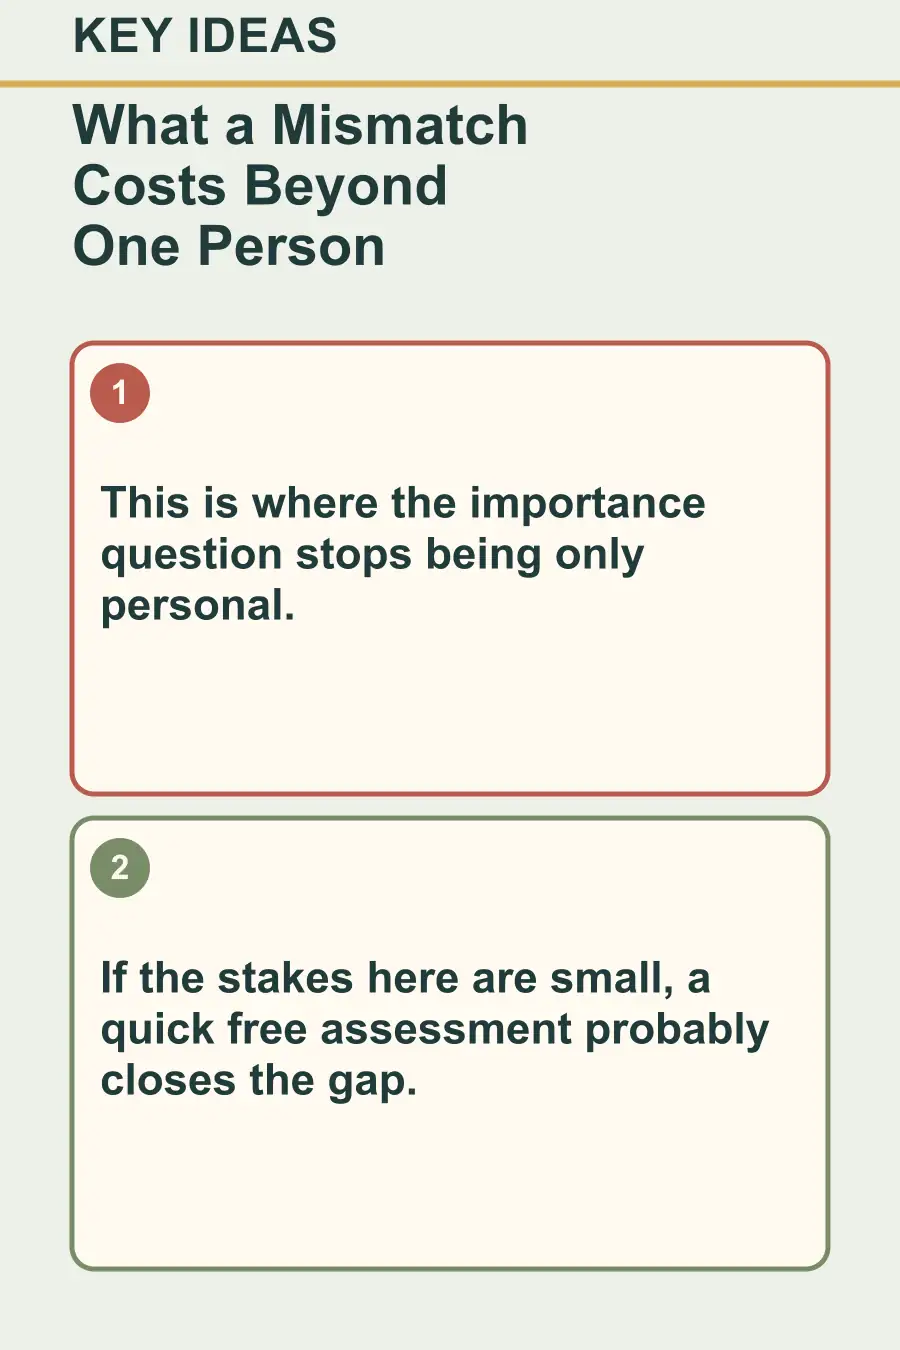 KEY IDEAS
What a Mismatch
Costs Beyond
One Person
1
This is where the importance
question stops being only
personal.
2
If the stakes here are small, a
quick free assessment probably
closes the gap.